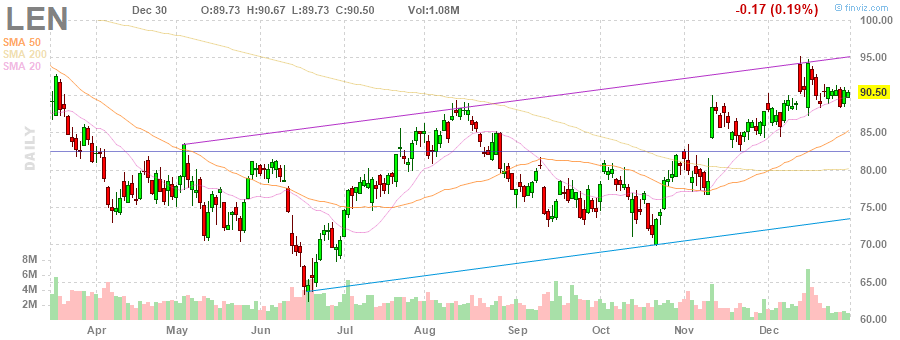 LEN Dec 30 O:89.73 H:90.67 L:89.73 C:90.50 Vol:1.08M -0.17 (0.19%) finviz.com
SMA 50
SMA 200
SMA 20
DAILY
100.00
95.00
90.50
85.00
80.00
75.00
70.00
65.00
60.00
8M
6M
4M
2M
Apr May Jun Jul Aug Sep Oct Nov Dec